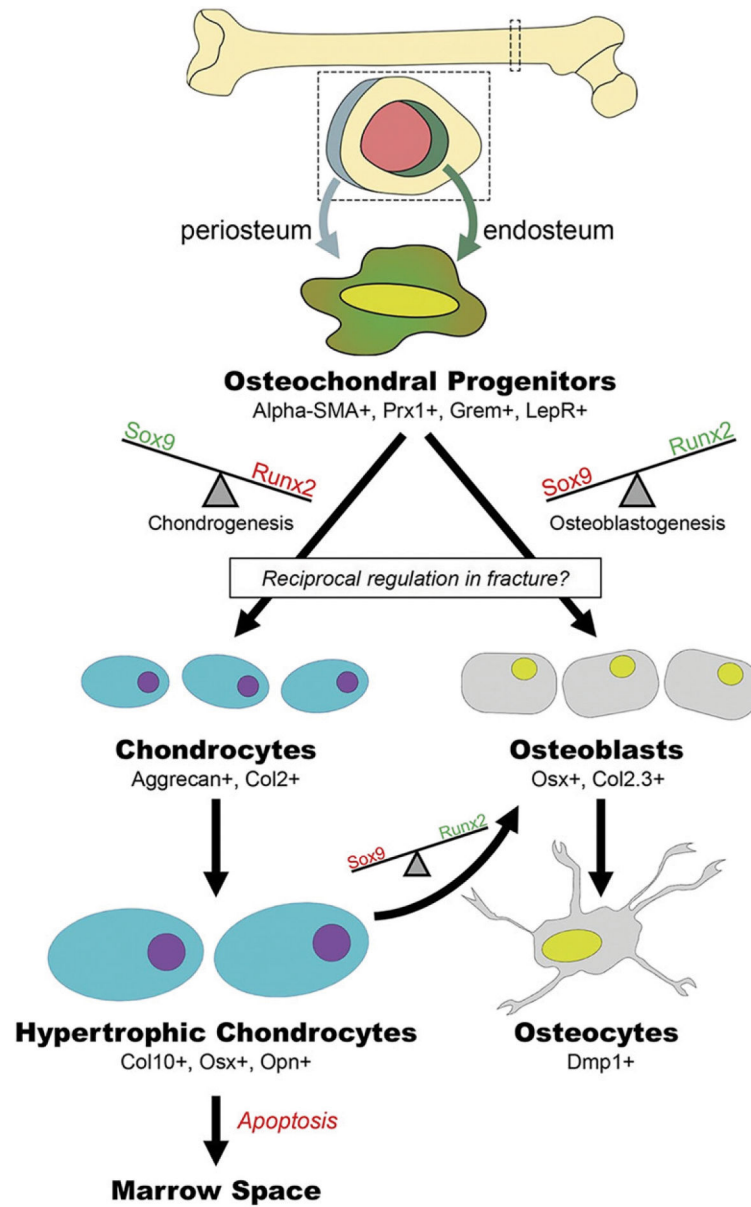 periosteum
endosteum
Osteochondral Progenitors
Alpha-SMA+, Prx1+, Grem+, LepR+
Sox9
Runx2
Chondrogenesis
Runx2
Sox9
Osteoblastogenesis
Reciprocal regulation in fracture?
Chondrocytes
Aggrecan+, Col2+
Osteoblasts
Osx+, Col2.3+
Sox9
Runx2
Hypertrophic Chondrocytes
Col10+, Osx+, Opn+
Osteocytes
Dmp1+
Apoptosis
Marrow Space